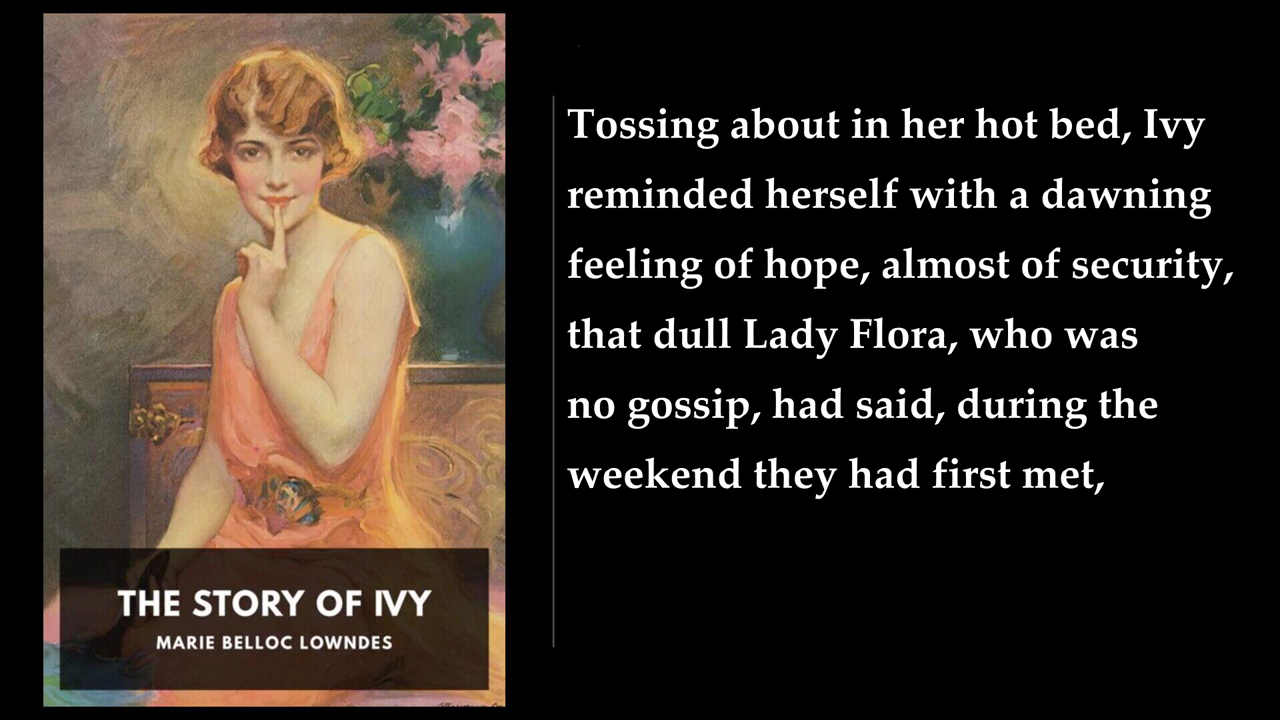 THE STORY OF IVY
MARIE BELLOC LOWNDES
Tossing about in her hot bed, Ivy
reminded herself with a dawning
feeling of hope, almost of security,
that dull Lady Flora, who was
no gossip, had said, during the
weekend they had first met,